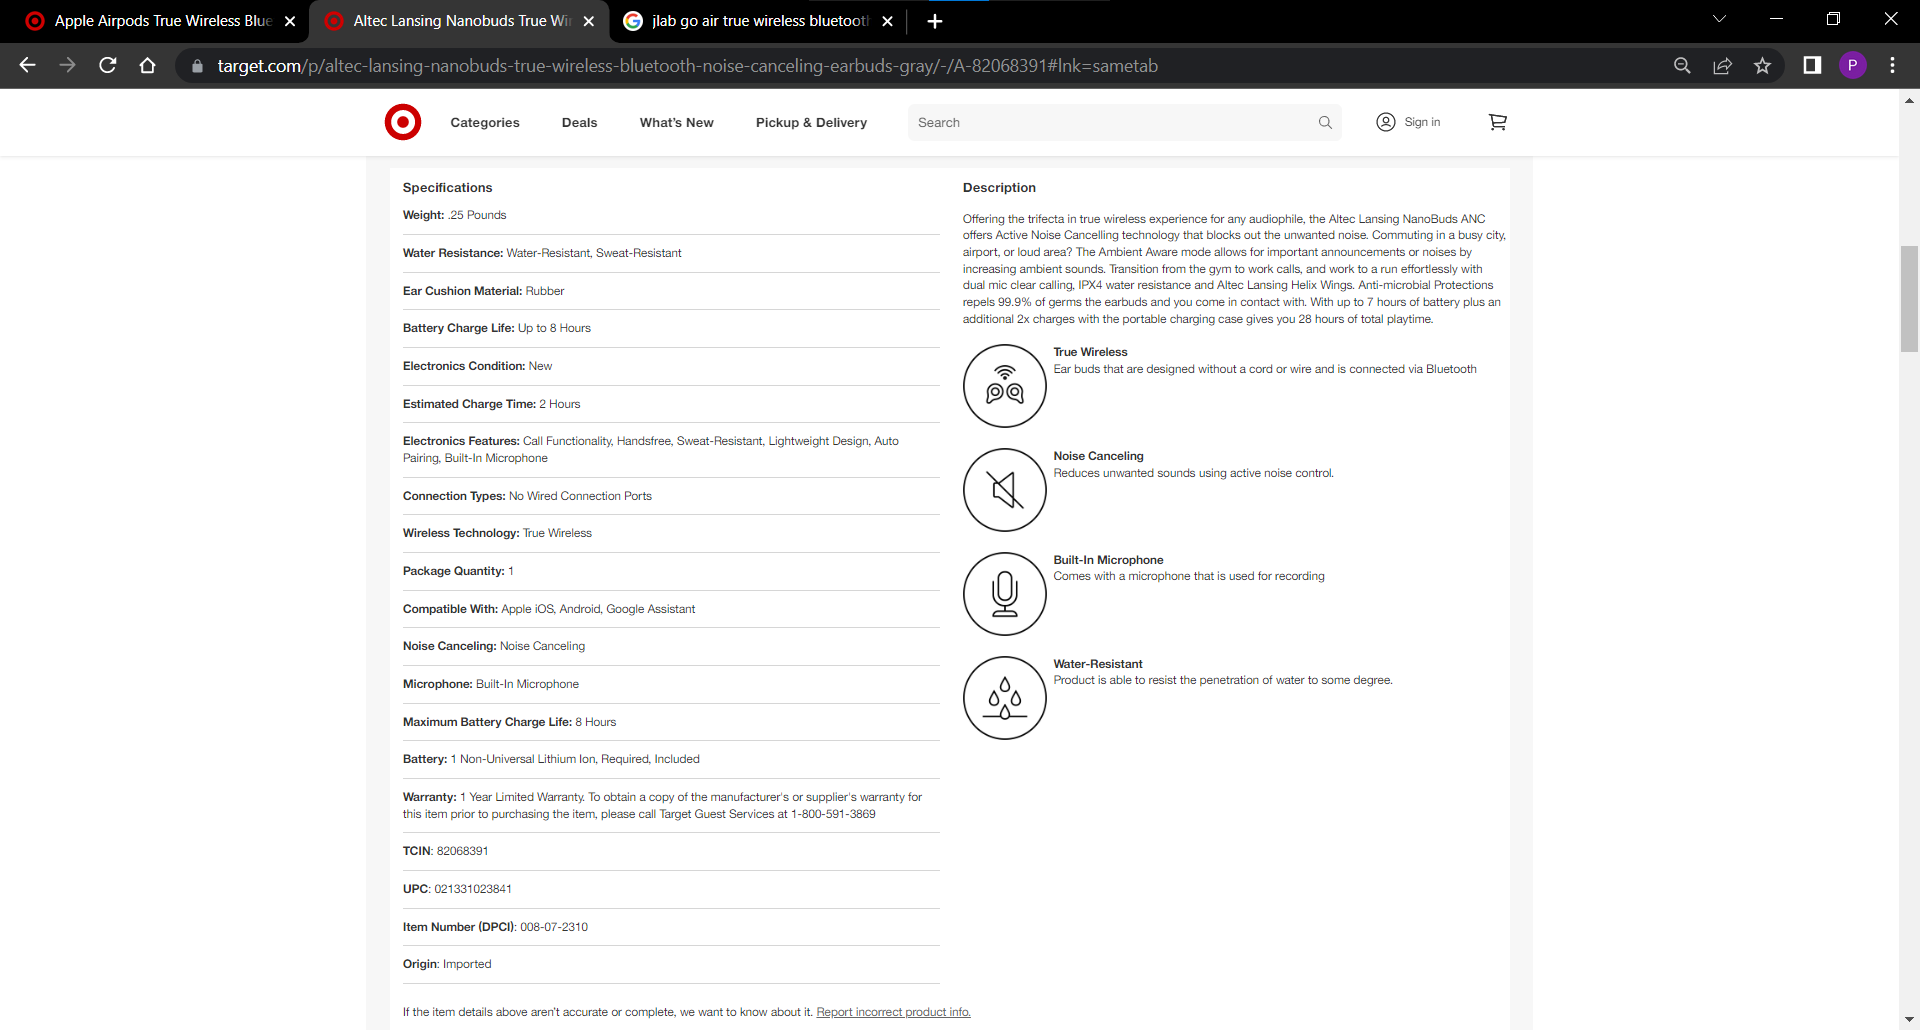 Apple Airpods True Wireless Blue
Altec Lansing Nanobuds True Wir
jlab go air true wireless bluetooth
target.com/p/altec-lansing-nanobuds-true-wireless-bluetooth-noise-canceling-earbuds-gray/-/A-82068391#lnk=sametab
P
Categories
Deals
What's New
Pickup & Delivery
Search
Sign in
Specifications
Weight: .25 Pounds
Water Resistance: Water-Resistant, Sweat-Resistant
Ear Cushion Material: Rubber
Battery Charge Life: Up to 8 Hours
Electronics Condition: New
Estimated Charge Time: 2 Hours
Electronics Features: Call Functionality, Handsfree, Sweat-Resistant, Lightweight Design, Auto
Pairing, Built-In Microphone
Connection Types: No Wired Connection Ports
Wireless Technology: True Wireless
Package Quantity: 1
Compatible With: Apple iOS, Android, Google Assistant
Noise Canceling: Noise Canceling
Microphone: Built-In Microphone
Maximum Battery Charge Life: 8 Hours
Battery: 1 Non-Universal Lithium Ion, Required, Included
Warranty: 1 Year Limited Warranty. To obtain a copy of the manufacturer's or supplier's warranty for
this item prior to purchasing the item, please call Target Guest Services at 1-800-591-3869
TCIN: 82068391
UPC: 021331023841
Item Number (DPCI): 008-07-2310
Origin: Imported
If the item details above aren't accurate or complete, we want to know about it. Report incorrect product info.
Description
Offering the trifecta in true wireless experience for any audiophile, the Altec Lansing NanoBuds ANC
offers Active Noise Cancelling technology that blocks out the unwanted noise. Commuting in a busy city,
airport, or loud area? The Ambient Aware mode allows for important announcements or noises by
increasing ambient sounds. Transition from the gym to work calls, and work to a run effortlessly with
dual mic clear calling, IPX4 water resistance and Altec Lansing Helix Wings. Anti-microbial Protections
repels 99.9% of germs the earbuds and you come in contact with. With up to 7 hours of battery plus an
additional 2x charges with the portable charging case gives you 28 hours of total playtime.
True Wireless
Ear buds that are designed without a cord or wire and is connected via Bluetooth
Noise Canceling
Reduces unwanted sounds using active noise control.
Built-In Microphone
Comes with a microphone that is used for recording
Water-Resistant
Product is able to resist the penetration of water to some degree.